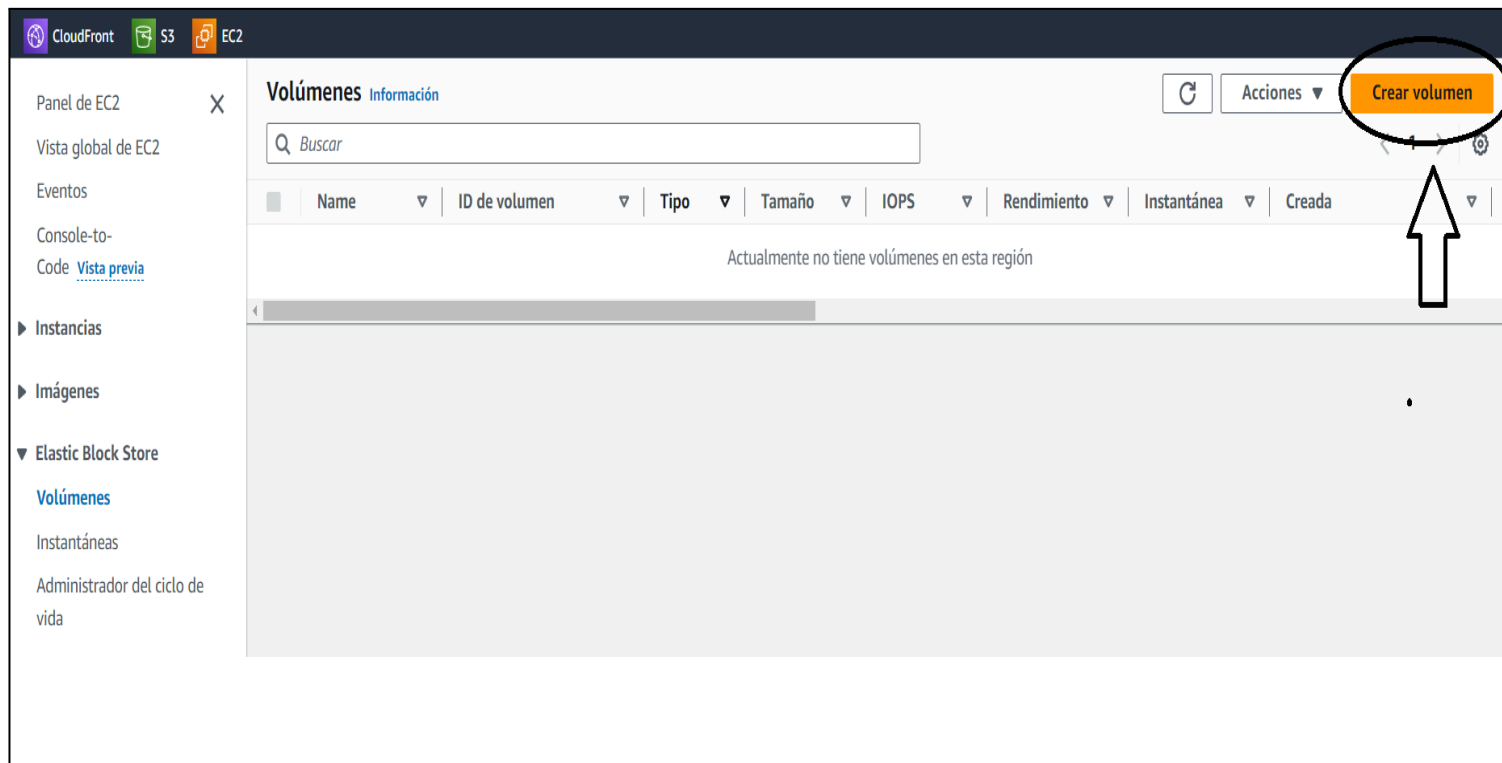 CloudFront S3 EC2
Panel de EC2
Vista global de EC2
Eventos
Console-to-
Code Vista previa
Instancias
Imágenes
Elastic Block Store
Volúmenes
Instantáneas
Administrador del ciclo de
vida
Volúmenes Información
Acciones
Crear volumen
Buscar
1
Name ID de volumen Tipo Tamaño IOPS Rendimiento Instantánea Creada
Actualmente no tiene volúmenes en esta región